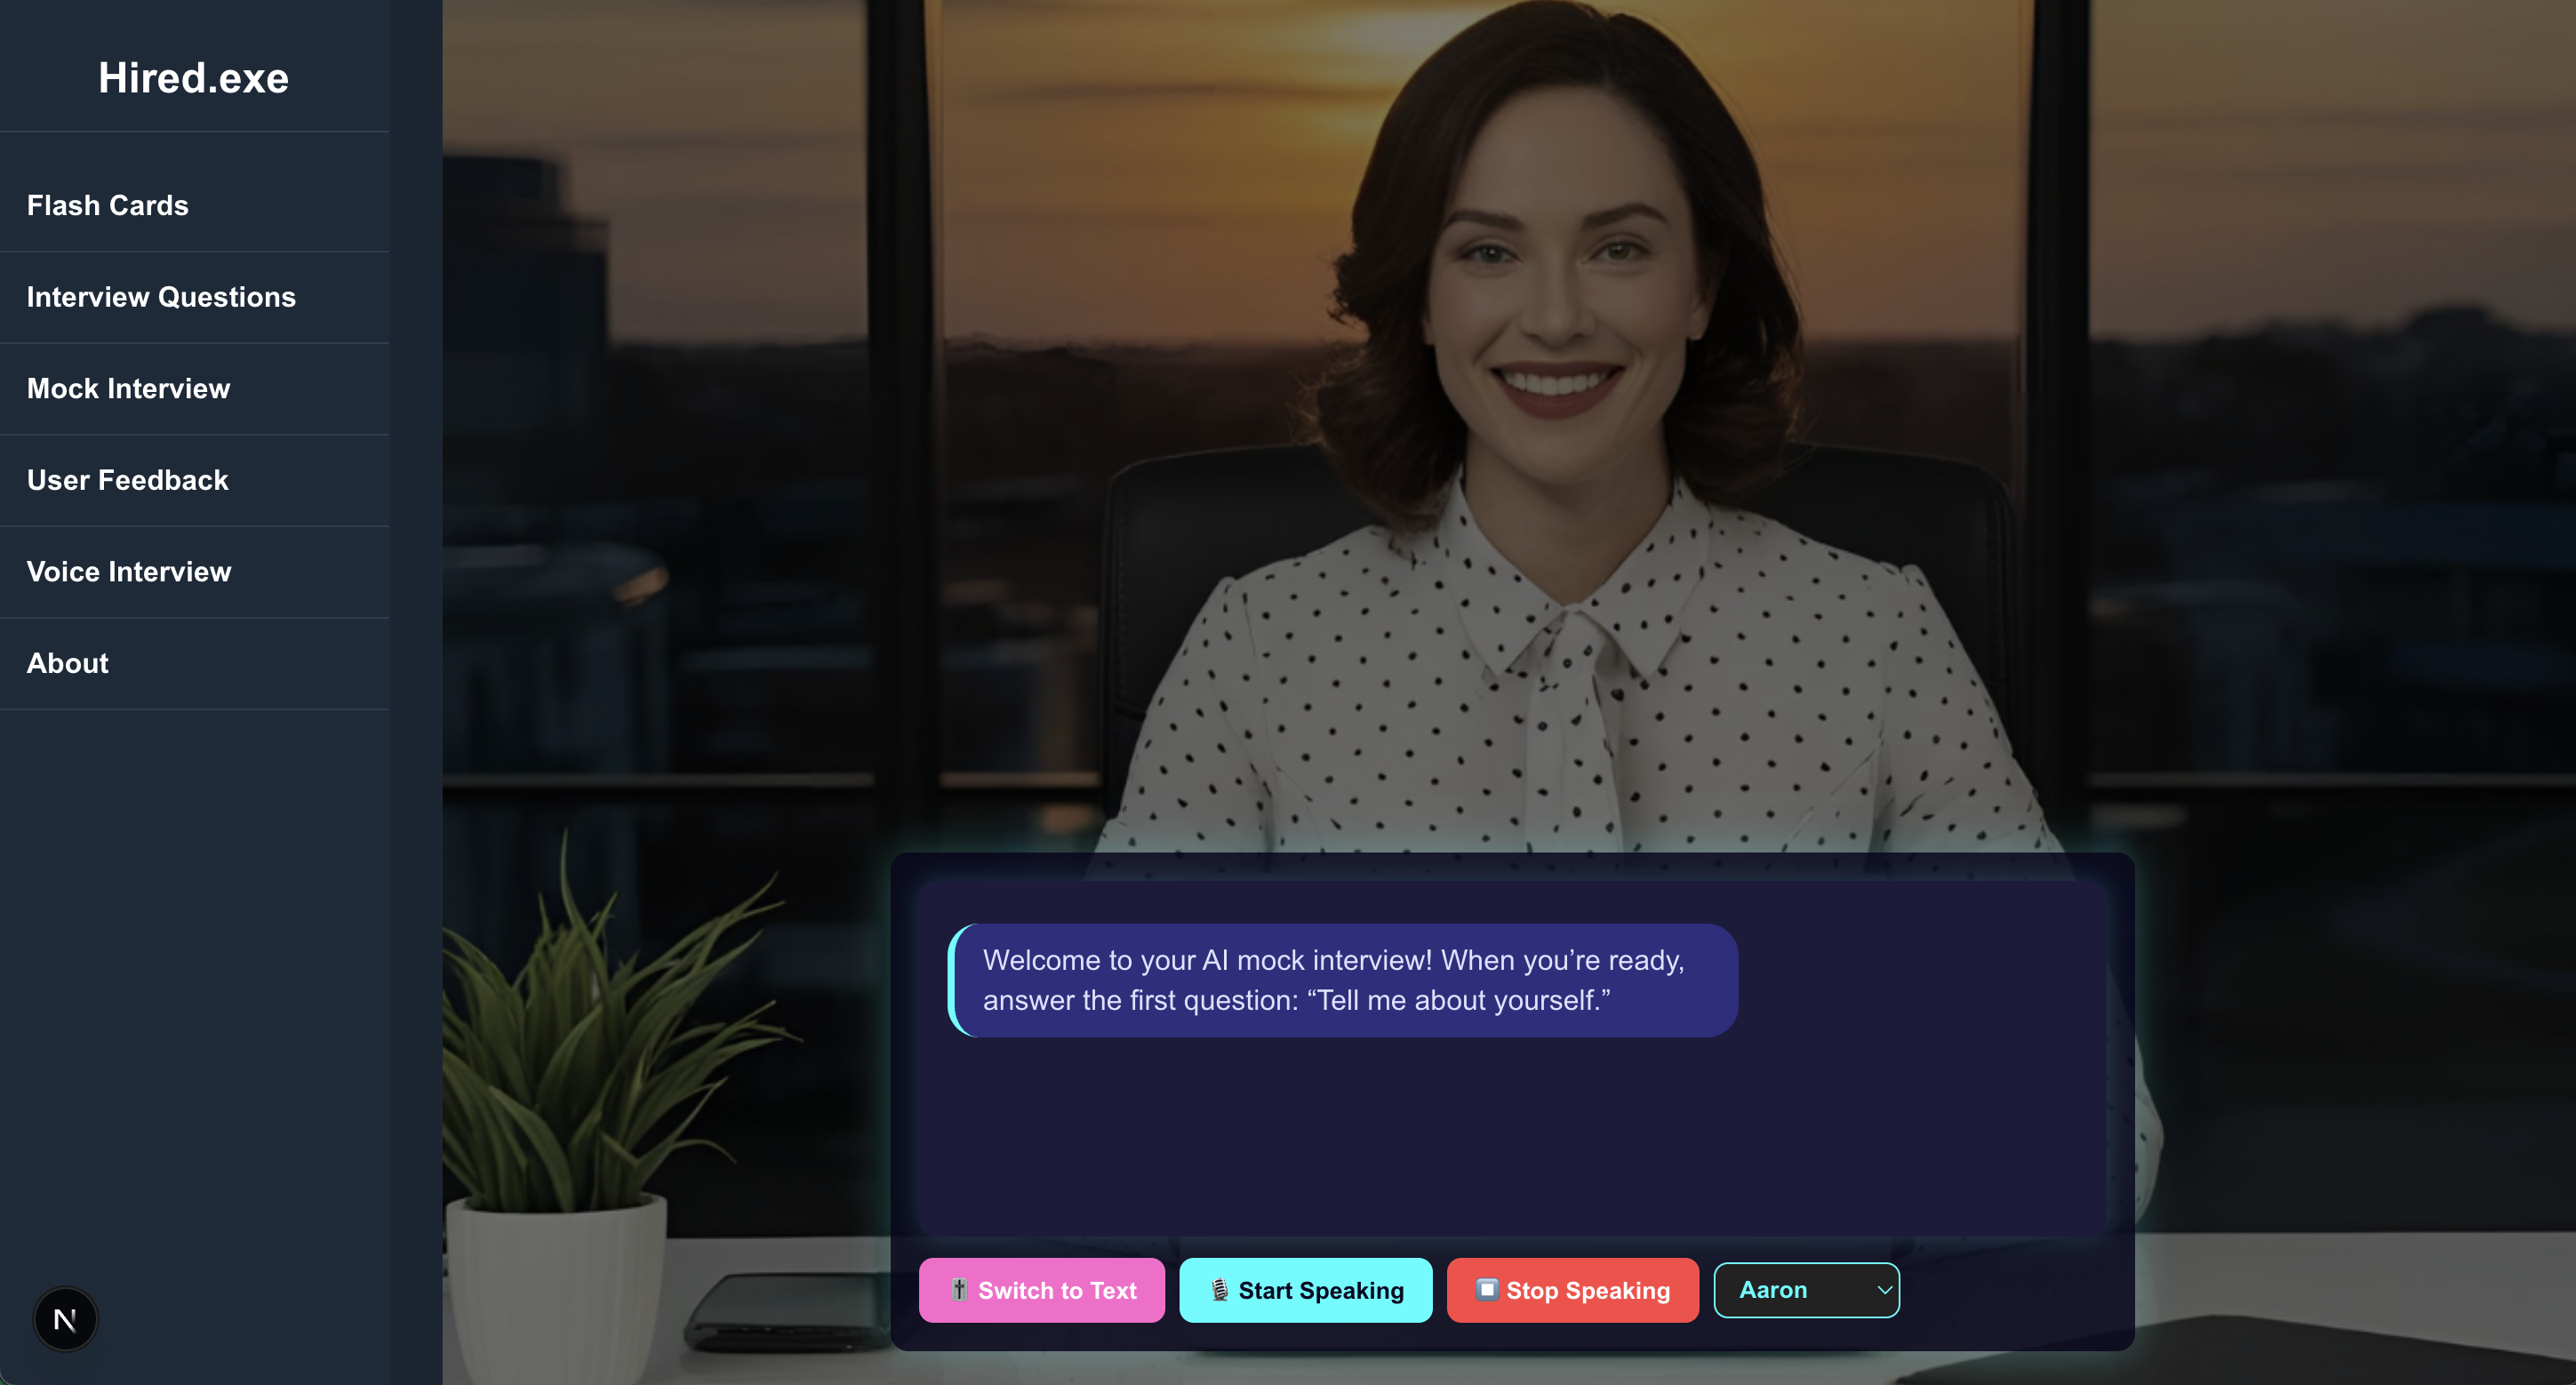 Hired.exe
Flash Cards
Interview Questions
Mock Interview
User Feedback
Voice Interview
About
Welcome to your AI mock interview! When you’re ready,
answer the first question: “Tell me about yourself.”
Switch to Text
Start Speaking
Stop Speaking
Aaron
N